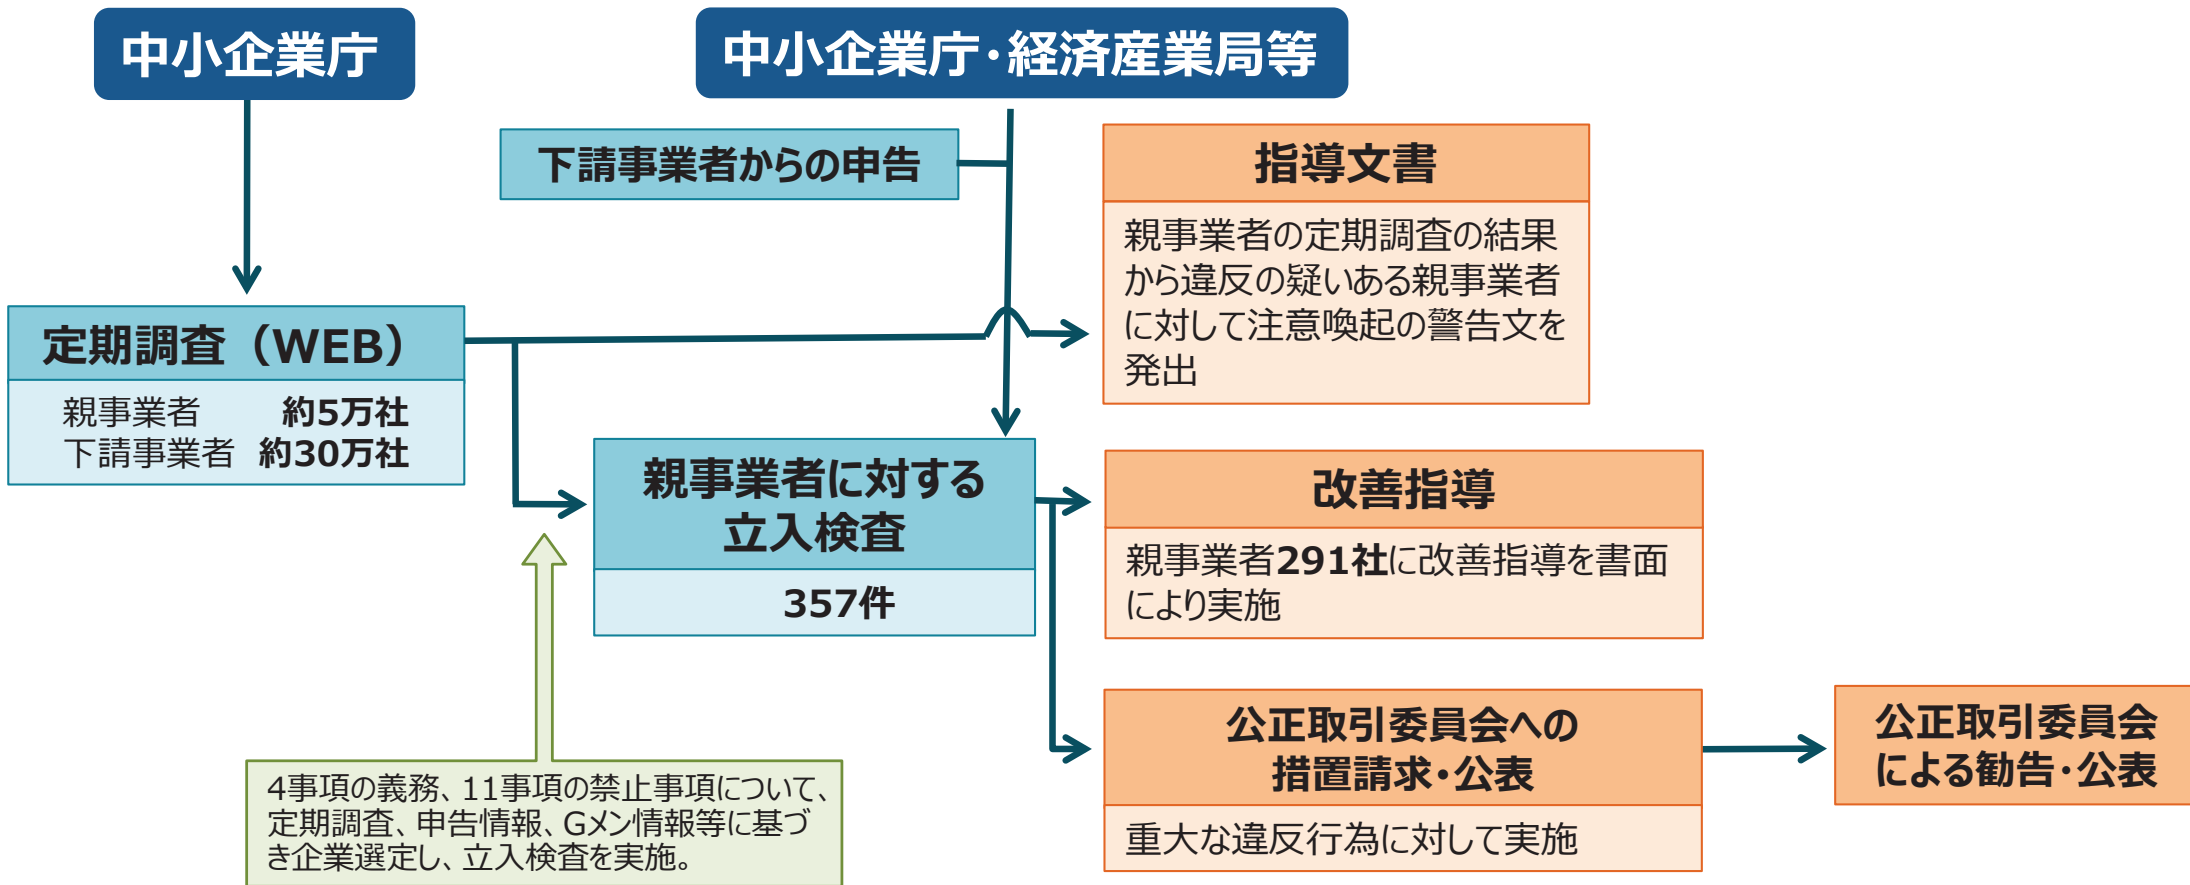 中小企業庁
中小企業庁・経済産業局等
下請事業者からの申告
指導文書
親事業者の定期調査の結果
から違反の疑いある親事業者
に対して注意喚起の警告文を
発出
定期調査（WEB）
親事業者 約5万社
下請事業者 約30万社
親事業者に対する
立入検査
357件
改善指導
親事業者291社に改善指導を書面
により実施
公正取引委員会への
措置請求・公表
重大な違反行為に対して実施
公正取引委員会
による勧告・公表
4事項の義務、11事項の禁止事項について、
定期調査、申告情報、Gメン情報等に基づ
き企業選定し、立入検査を実施。